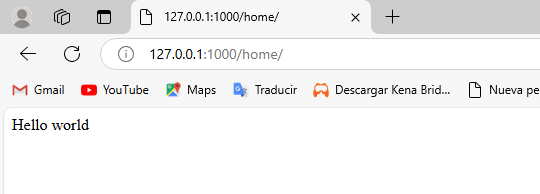 127.0.0.1:1000/home/
127.0.0.1:1000/home/
Gmail YouTube Maps Traducir Descargar Kena Brid... Nueva pe
Hello world